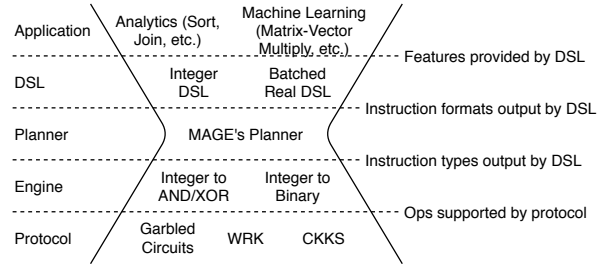 Application
Analytics (Sort,
Join, etc.)
Machine Learning
(Matrix-Vector
Multiply, etc.)
Features provided by DSL
DSL
Integer
DSL
Batched
Real DSL
Instruction formats output by DSL
Planner
MAGE's Planner
Instruction types output by DSL
Engine
Integer to
AND/XOR
Integer to
Binary
Ops supported by protocol
Protocol
Garbled
Circuits
WRK
CKKS